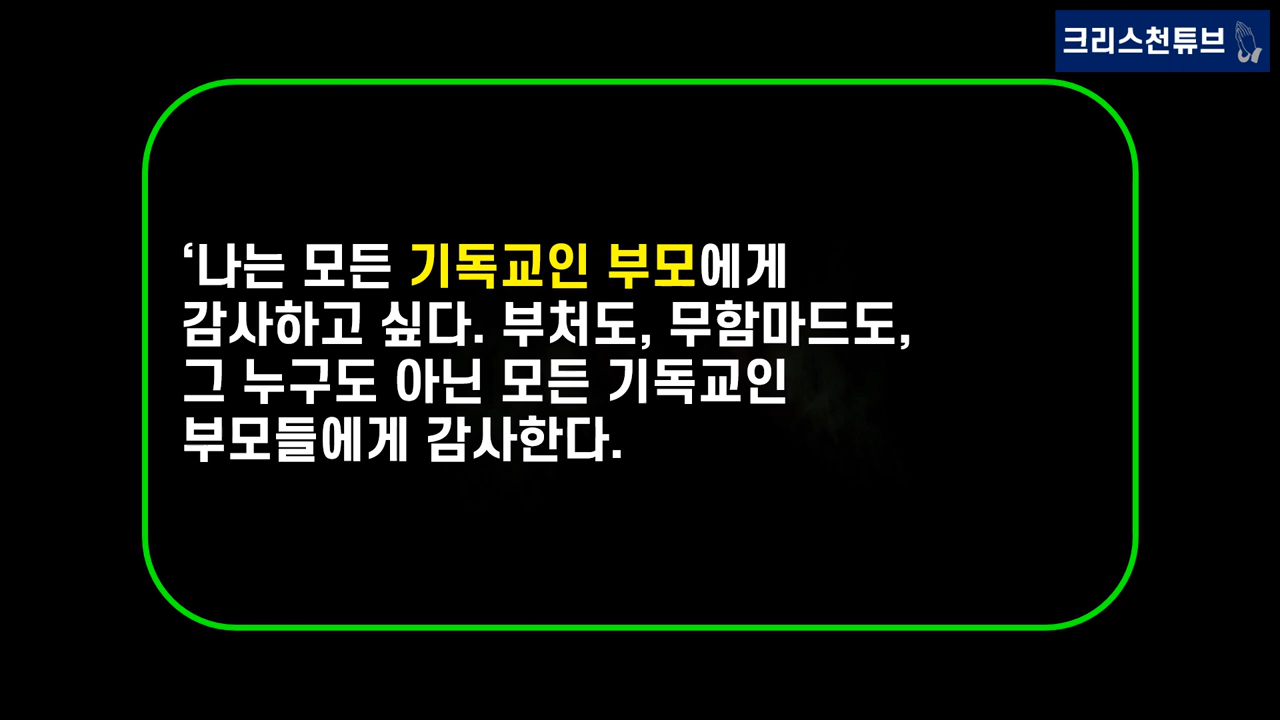 크리스천튜브
‘나는 모든 기독교인 부모에게
감사하고 싶다. 부처도, 무함마드도,
그 누구도 아닌 모든 기독교인
부모들에게 감사한다.